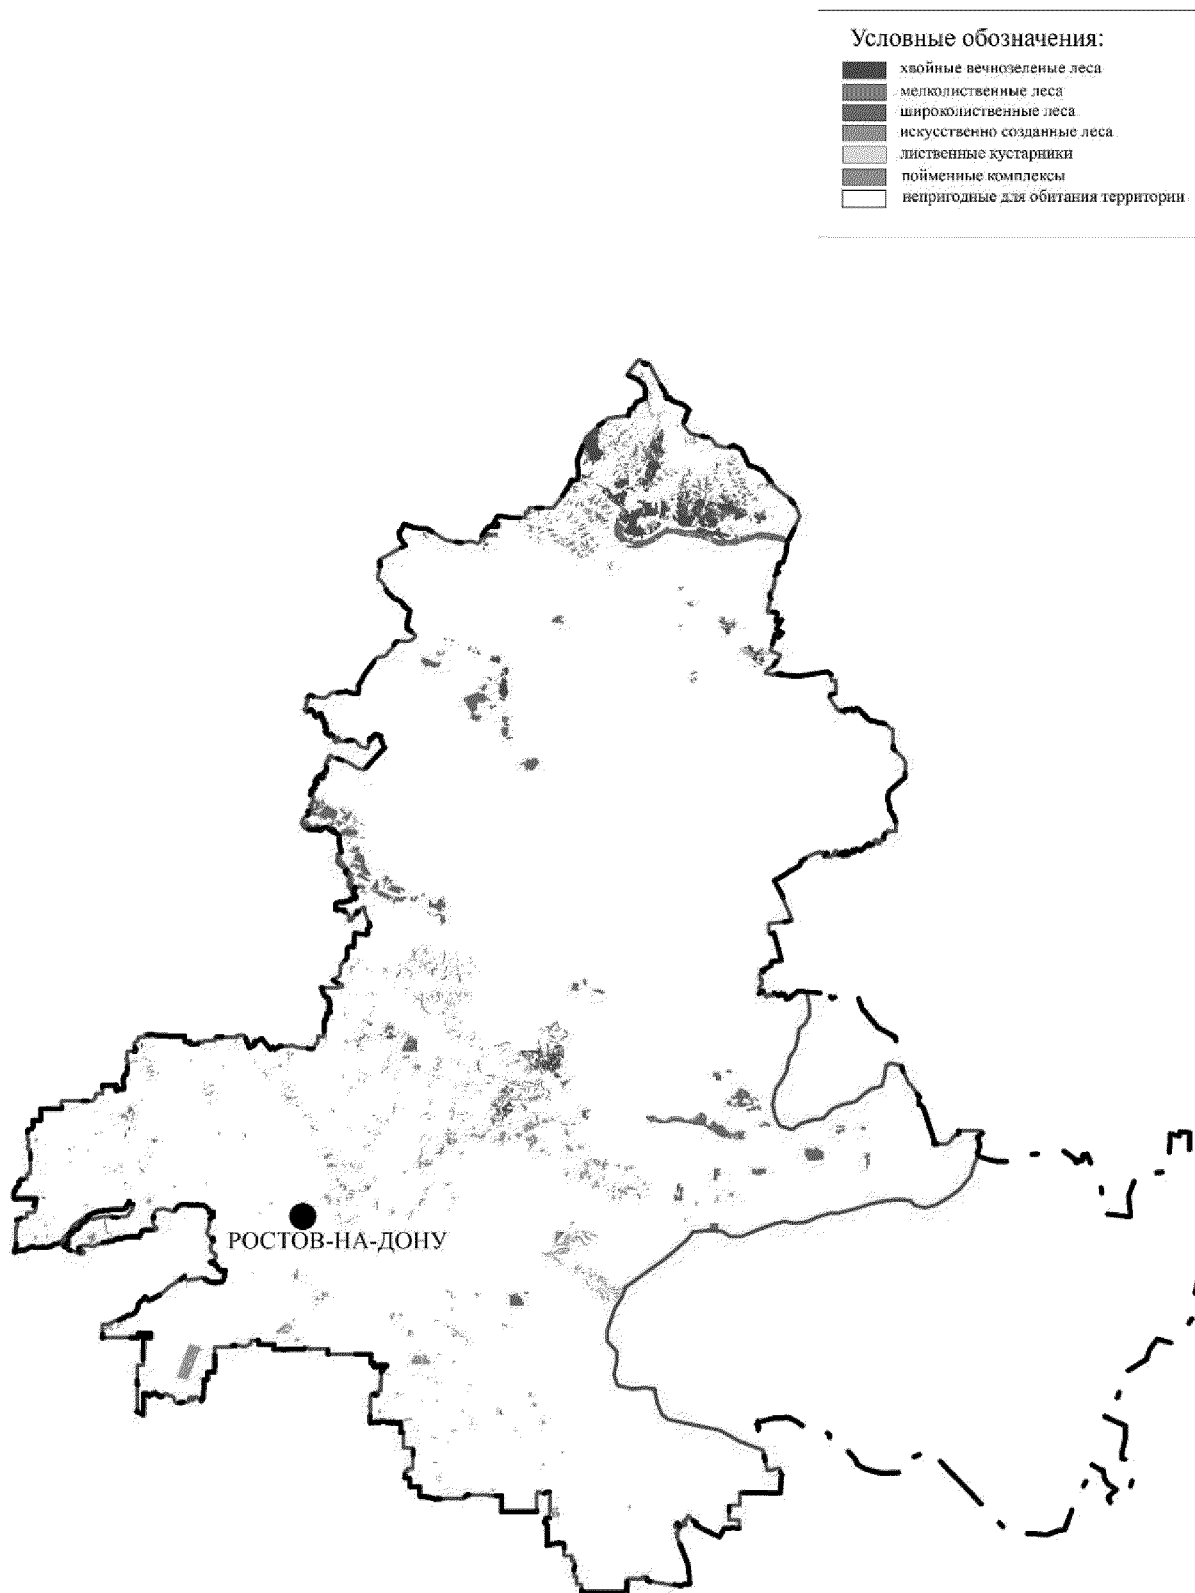 Условные обозначения:
хвойные вечнозеленые леса
мелколиственные леса
широколиственные леса
искусственно созданные леса
лиственные кустарники
пойменные комплексы
непригодные для обитания территории
РОСТОВ-НА-ДОНУ